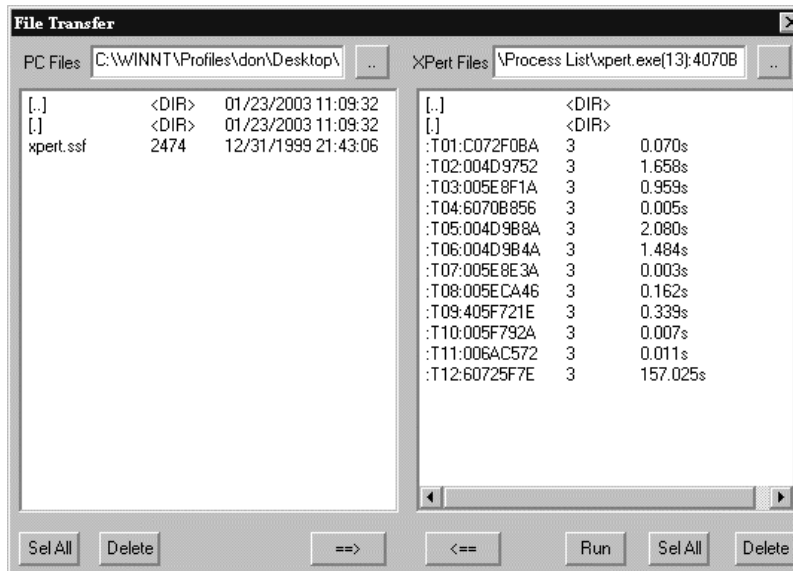 File Transfer
PC Files C:\WINNT\Profiles\don\Desktop\ ..
XPert Files \Process List\xpert.exe(13):4070B ..
[..] <DIR> 01/23/2003 11:09:32
[.] <DIR> 01/23/2003 11:09:32
xpert.ssf 2474 12/31/1999 21:43:06
[..] <DIR>
[.] <DIR>
:T01:C072F0BA 3 0.070s
:T02:004D9752 3 1.658s
:T03:005E8F1A 3 0.959s
:T04:6070B856 3 0.005s
:T05:004D9B8A 3 2.080s
:T06:004D9B4A 3 1.484s
:T07:005E8E3A 3 0.003s
:T08:005ECA46 3 0.162s
:T09:405F721E 3 0.339s
:T10:005F792A 3 0.007s
:T11:006AC572 3 0.011s
:T12:60725F7E 3 157.025s
Sel All Delete ==> <== Run Sel All Delete